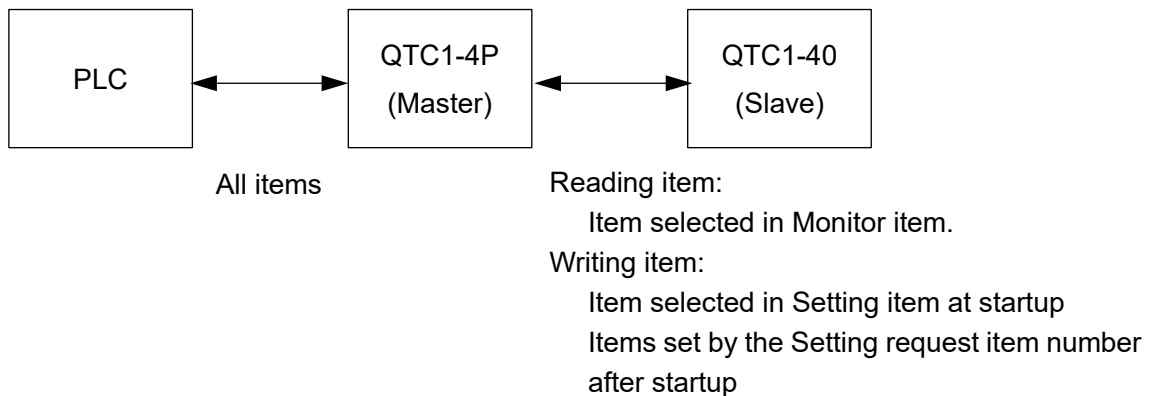 PLC
QTC1-4P
(Master)
QTC1-40
(Slave)
All items
Reading item:
Item selected in Monitor item.
Writing item:
Item selected in Setting item at startup
Items set by the Setting request item number
after startup